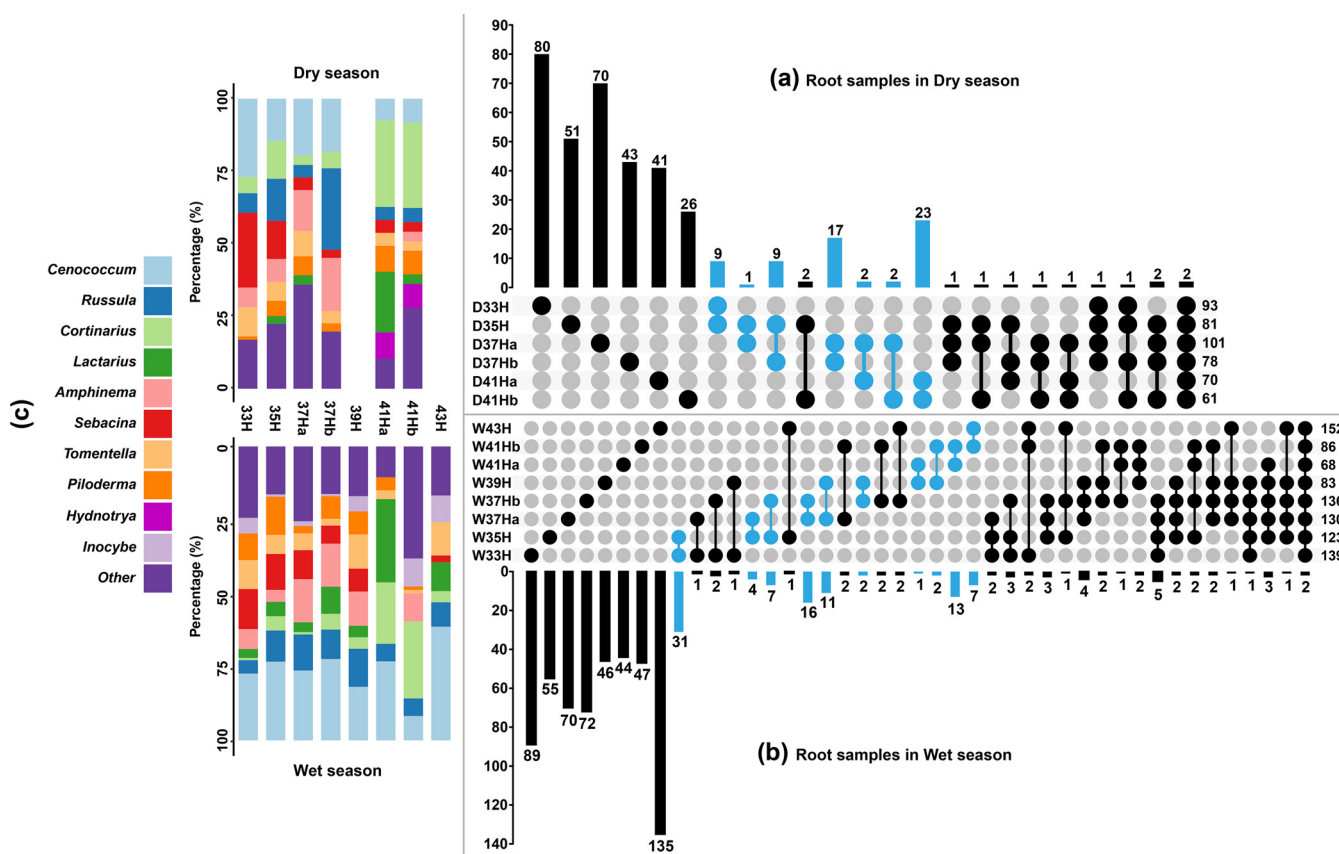 (c)
Dry season
Percentage (%)
100
75
50
25
0
Cenococcum
Russula
Cortinarius
Lactarius
Amphinema
Sebacina
Tomentella
Piloderma
Hydnotrya
Inocybe
Other
33H 35H 37Ha 37Hb 39H 41Ha 41Hb 43H
Percentage (%)
0
25
50
75
100
Wet season
(a) Root samples in Dry season
90
80
70
60
50
40
30
20
10
0
80 51 70 43 41 26 9 1 9 2 17 2 2 23 1 1 1 1 1 1 1 2 2
D33H 93
D35H 81
D37Ha 101
D37Hb 78
D41Ha 70
D41Hb 61
W43H 152
W41Hb 86
W41Ha 68
W39H 83
W37Hb 136
W37Ha 130
W35H 123
W33H 139
0
20
40
60
80
100
120
140
89 55 70 72 46 44 47 135 31 1 2 1 4 7 1 16 11 2 2 2 2 1 2 13 7 2 3 2 3 1 4 2 1 2 5 2 2 2 1 1 3 1 2
(b) Root samples in Wet season